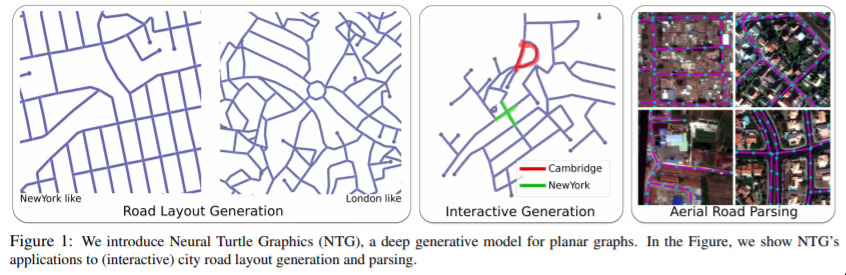 Cambridge
NewYork
NewYork like
London like
Road Layout Generation
Interactive Generation
Aerial Road Parsing
Figure 1: We introduce Neural Turtle Graphics (NTG), a deep generative model for planar graphs. In the Figure, we show NTG's
applications to (interactive) city road layout generation and parsing.